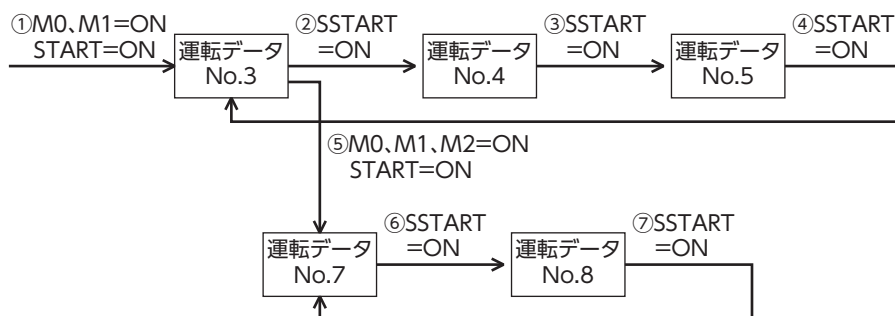 ①M0、M1=ON
START=ON
運転データ
No.3
②SSTART
=ON
運転データ
No.4
③SSTART
=ON
運転データ
No.5
④SSTART
=ON
⑤M0、M1、M2=ON
START=ON
運転データ
No.7
⑥SSTART
=ON
運転データ
No.8
⑦SSTART
=ON